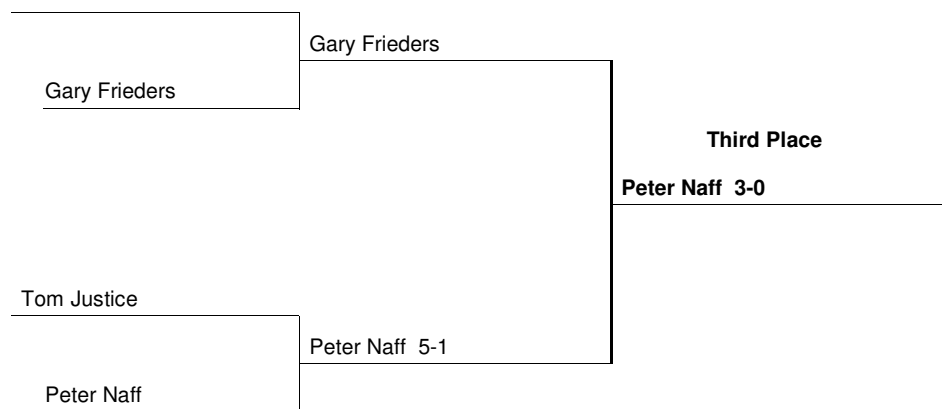 Gary Frieders
Gary Frieders
Third Place
Peter Naff 3-0
Tom Justice
Peter Naff 5-1
Peter Naff